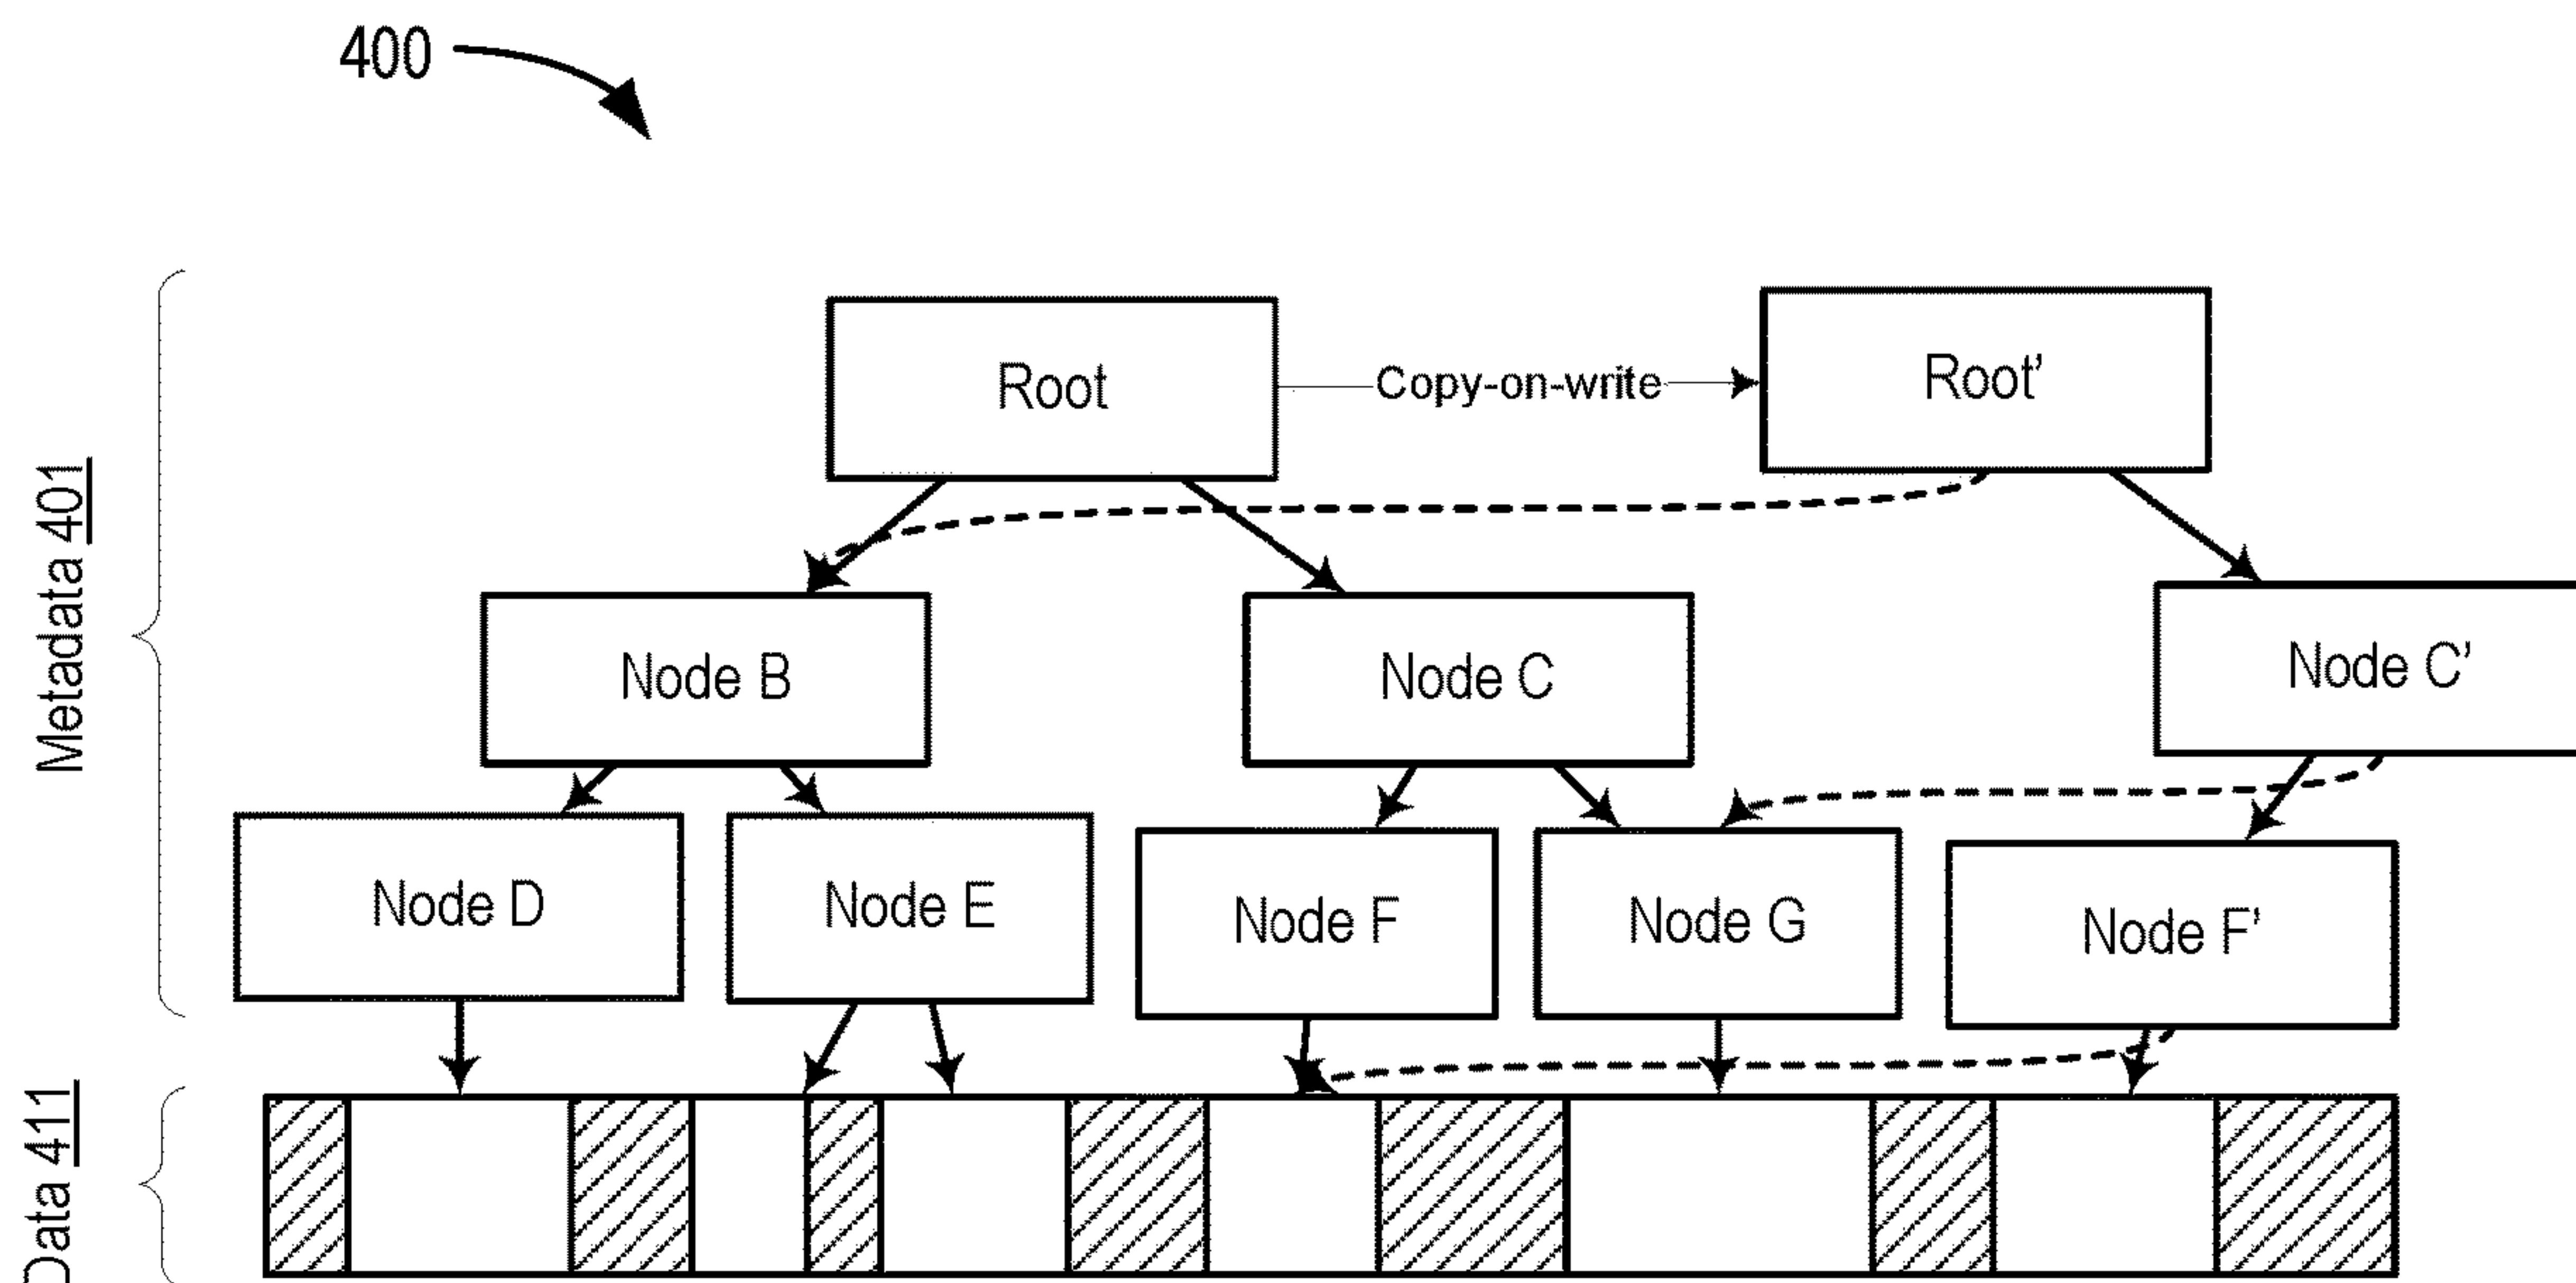 400
Metadata 401
Root
Copy-on-write
Root’
Node B
Node C
Node C’
Node D
Node E
Node F
Node G
Node F’
Data 411